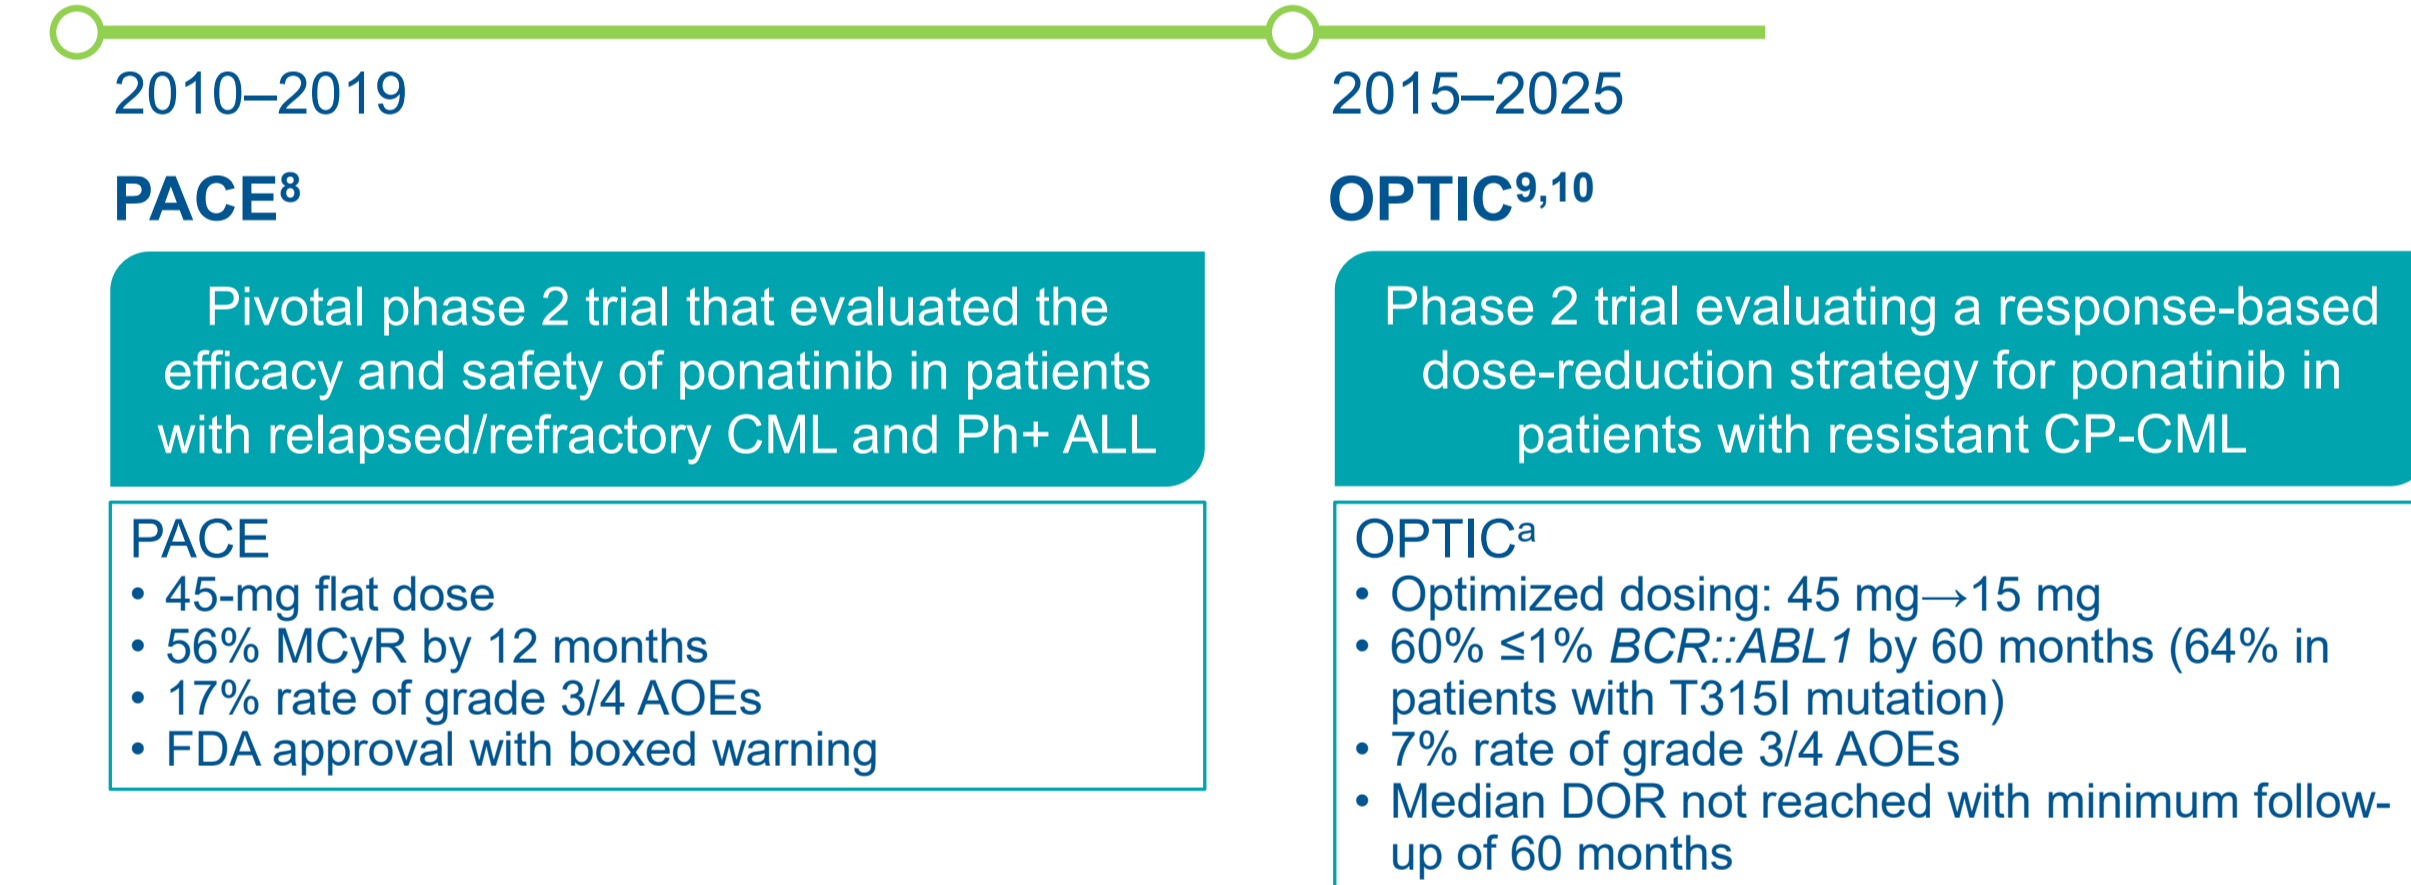 2010–2019
PACE⁸
Pivotal phase 2 trial that evaluated the
efficacy and safety of ponatinib in patients
with relapsed/refractory CML and Ph+ ALL
PACE
• 45-mg flat dose
• 56% MCyR by 12 months
• 17% rate of grade 3/4 AOEs
• FDA approval with boxed warning
2015–2025
OPTIC⁹,¹⁰
Phase 2 trial evaluating a response-based
dose-reduction strategy for ponatinib in
patients with resistant CP-CML
OPTICᵃ
• Optimized dosing: 45 mg→15 mg
• 60% ≤1% BCR::ABL1 by 60 months (64% in
patients with T315I mutation)
• 7% rate of grade 3/4 AOEs
• Median DOR not reached with minimum follow-
up of 60 months